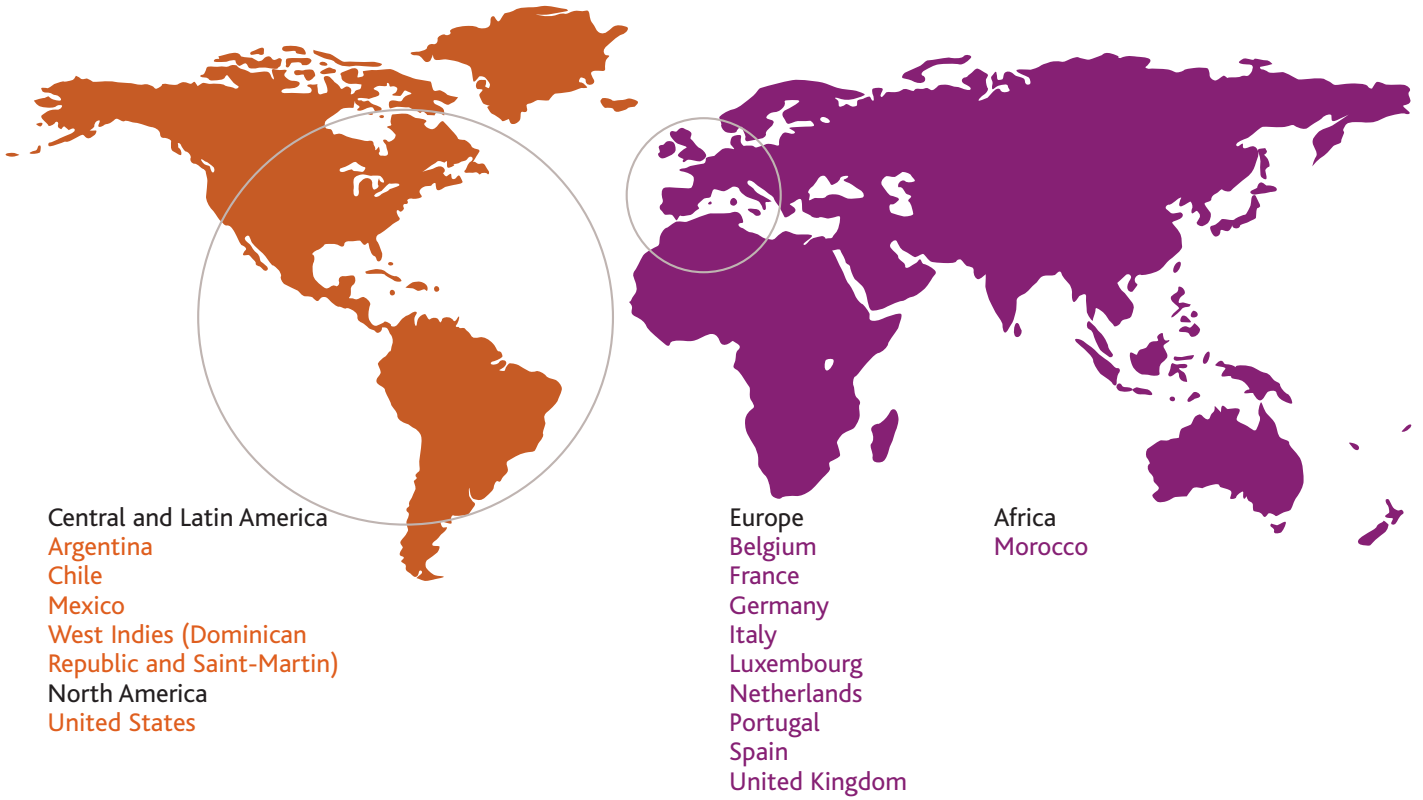 Central and Latin America
Argentina
Chile
Mexico
West Indies (Dominican
Republic and Saint-Martin)
North America
United States
Europe
Belgium
France
Germany
Italy
Luxembourg
Netherlands
Portugal
Spain
United Kingdom
Africa
Morocco